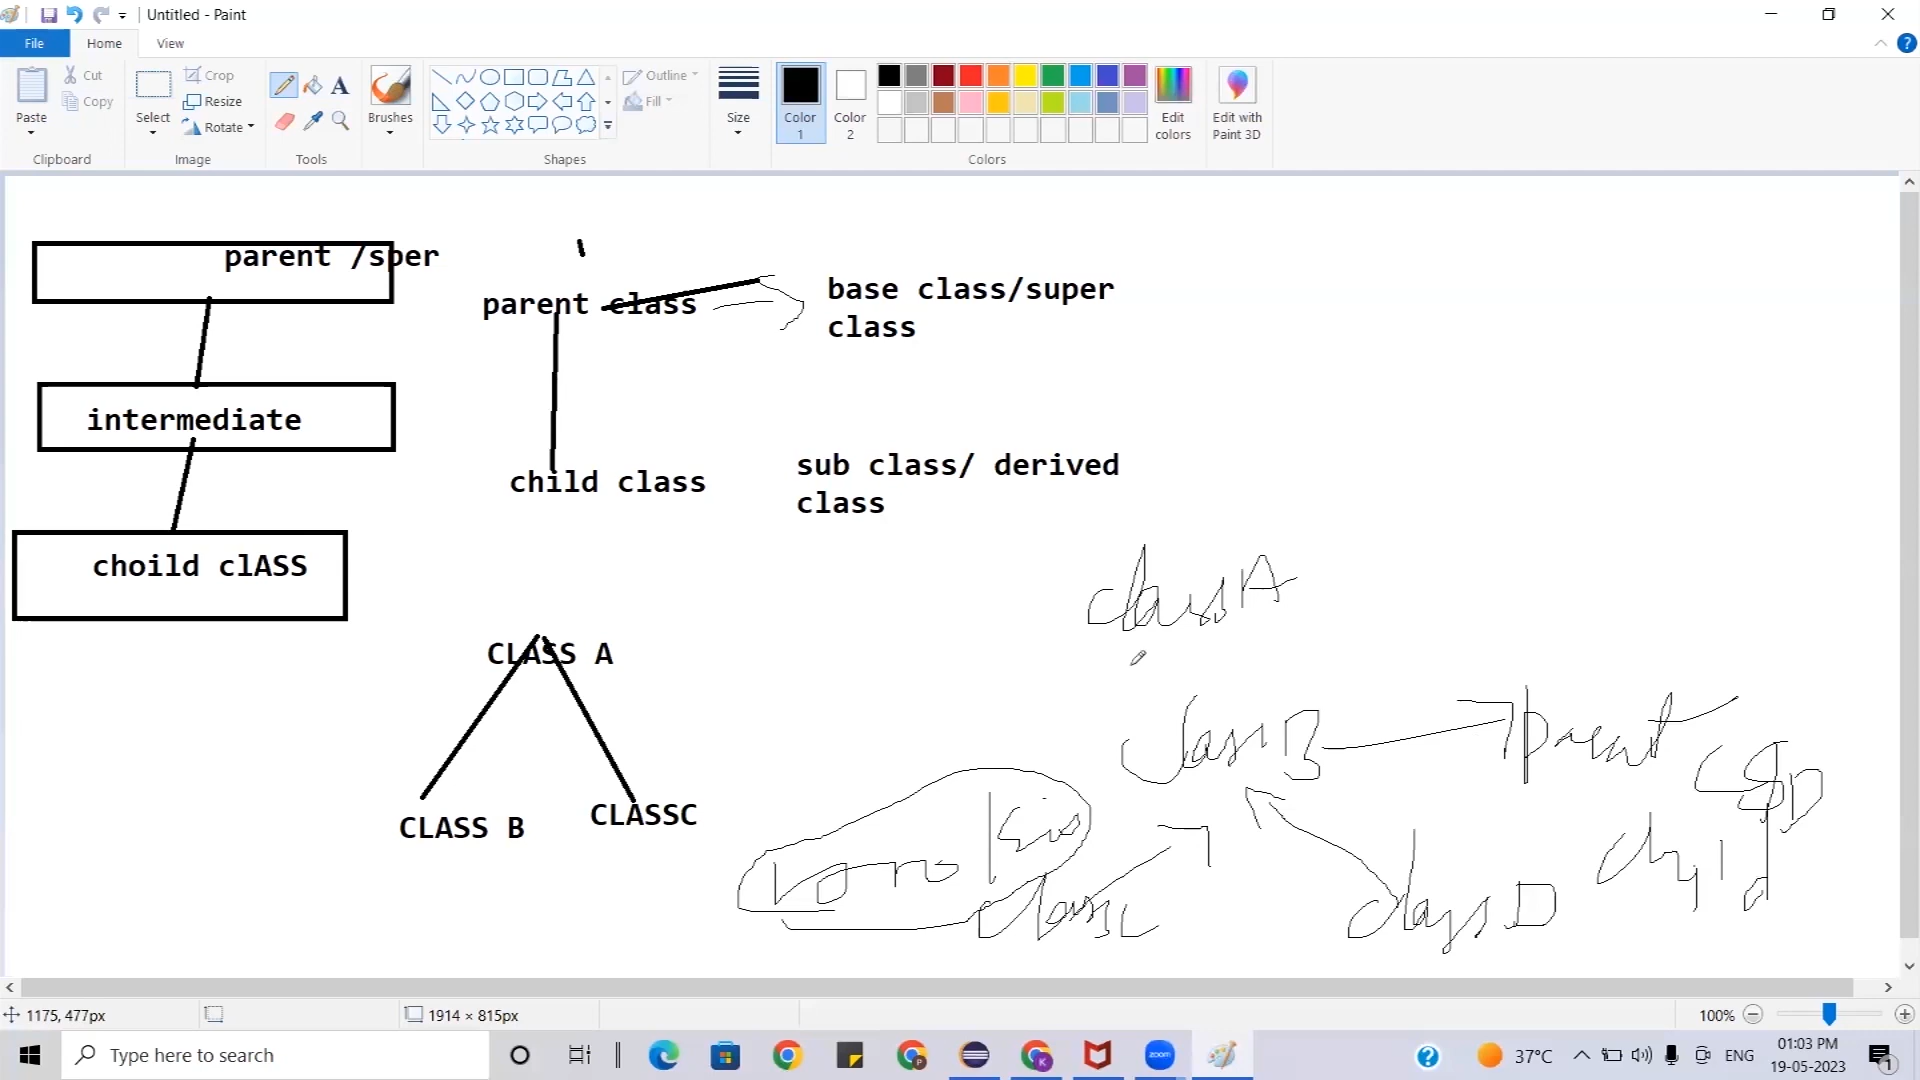 Untitled - Paint
File Home View
Cut
Copy
Paste
Clipboard
Select
Crop
Resize
Rotate
Image
Tools
Brushes
Shapes
Outline
Fill
Size
Color
1
Color
2
Edit
colors
Edit with
Paint 3D
Colors
parent /sper
parent class
base class/super
class
intermediate
child class
sub class/ derived
class
choild clASS
CLASS A
CLASS B
CLASSC
class A
class B
parent
class C
class D
1175, 477px
1914 × 815px
100%
Type here to search
zoom
37°C
ENG
01:03 PM
19-05-2023
1